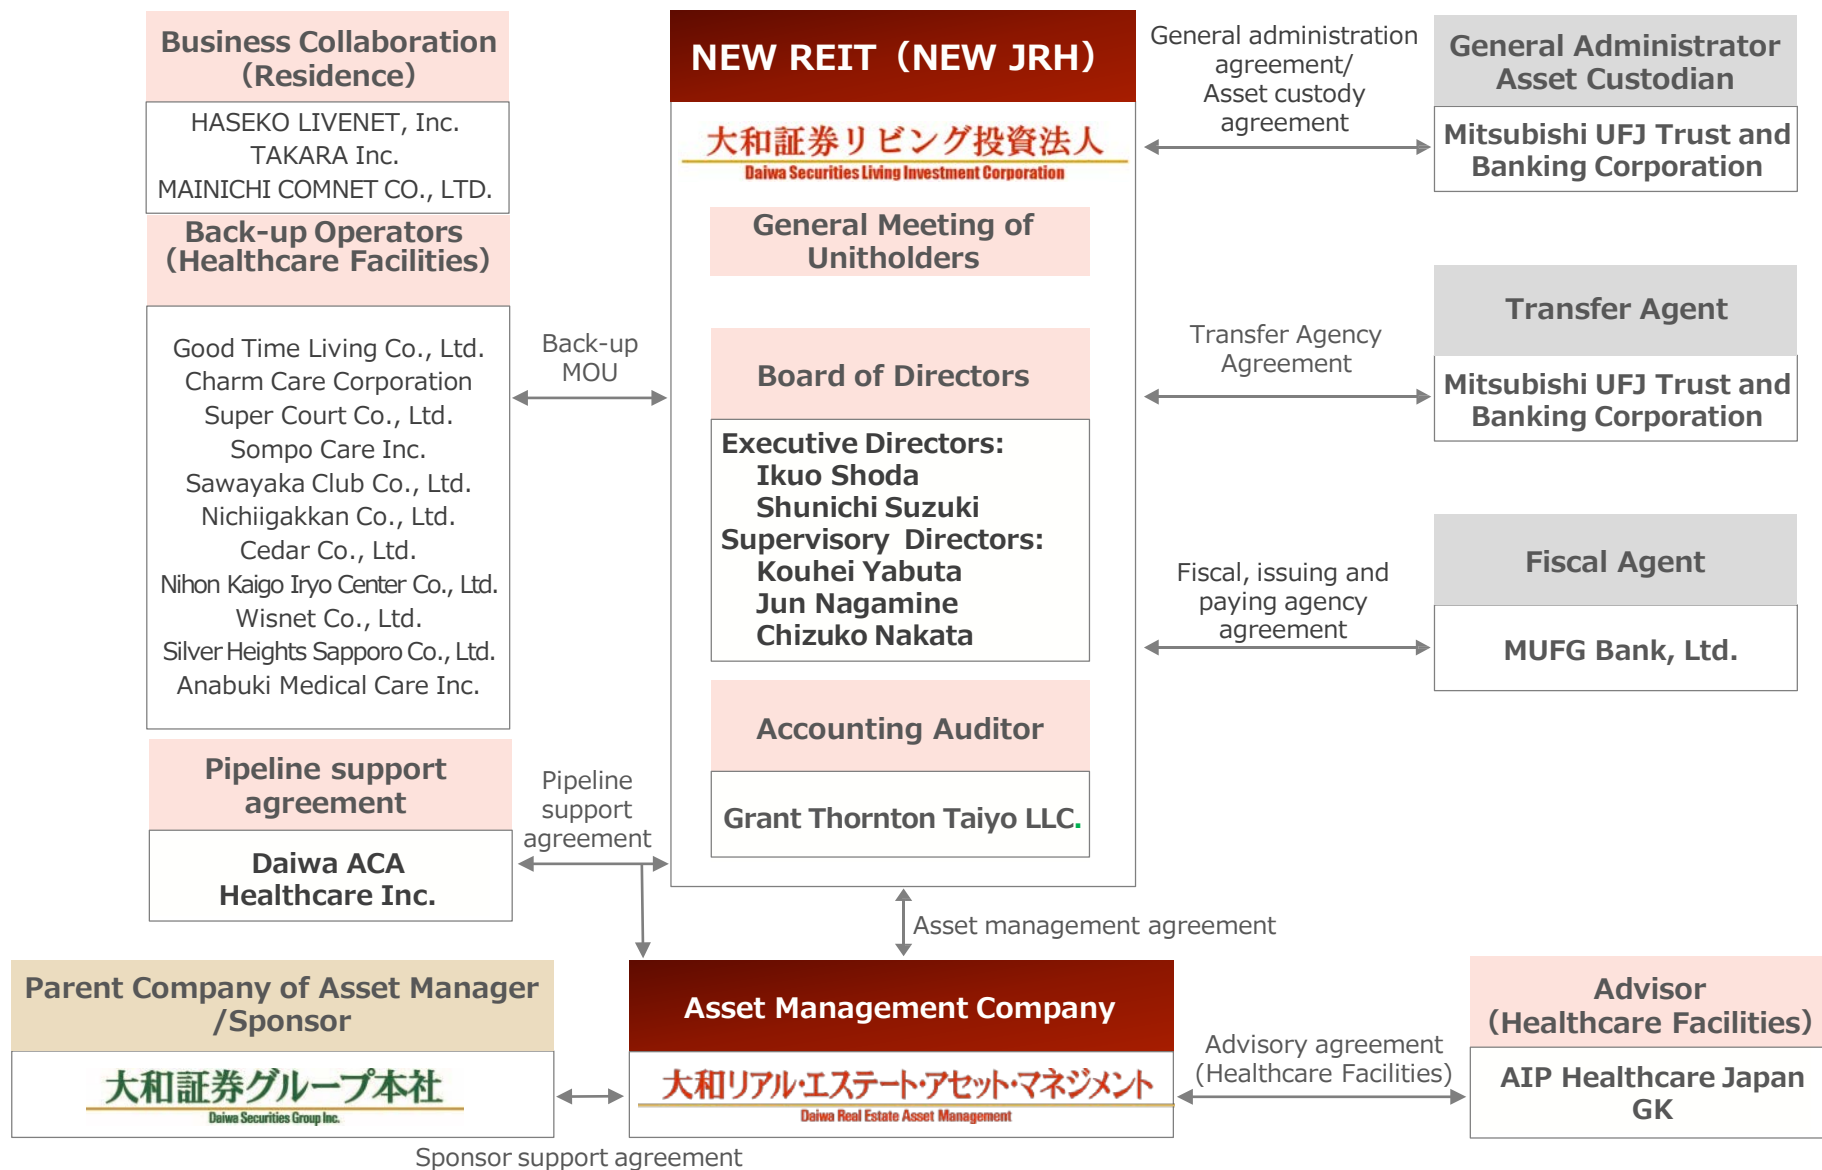 Business Collaboration
（Residence）
HASEKO LIVENET, Inc.
TAKARA Inc.
MAINICHI COMNET CO., LTD.
Back-up Operators
（Healthcare Facilities）
Good Time Living Co., Ltd.
Charm Care Corporation
Super Court Co., Ltd.
Sompo Care Inc.
Sawayaka Club Co., Ltd.
Nichiigakkan Co., Ltd.
Cedar Co., Ltd.
Nihon Kaigo Iryo Center Co., Ltd.
Wisnet Co., Ltd.
Silver Heights Sapporo Co., Ltd.
Anabuki Medical Care Inc.
Pipeline support
agreement
Daiwa ACA
Healthcare Inc.
Back-up
MOU
Pipeline
support
agreement
NEW REIT（NEW JRH）
大和証券リビング投資法人
Daiwa Securities Living Investment Corporation
General Meeting of
Unitholders
Board of Directors
Executive Directors:
Ikuo Shoda
Shunichi Suzuki
Supervisory Directors:
Kouhei Yabuta
Jun Nagamine
Chizuko Nakata
Accounting Auditor
Grant Thornton Taiyo LLC.
General administration
agreement/
Asset custody
agreement
General Administrator
Asset Custodian
Mitsubishi UFJ Trust and
Banking Corporation
Transfer Agency
Agreement
Transfer Agent
Mitsubishi UFJ Trust and
Banking Corporation
Fiscal, issuing and
paying agency
agreement
Fiscal Agent
MUFG Bank, Ltd.
Asset management agreement
Parent Company of Asset Manager
/Sponsor
大和証券グループ本社
Daiwa Securities Group Inc.
Sponsor support agreement
Asset Management Company
大和リアル・エステート・アセット・マネジメント
Daiwa Real Estate Asset Management
Advisory agreement
(Healthcare Facilities)
Advisor
（Healthcare Facilities）
AIP Healthcare Japan
GK